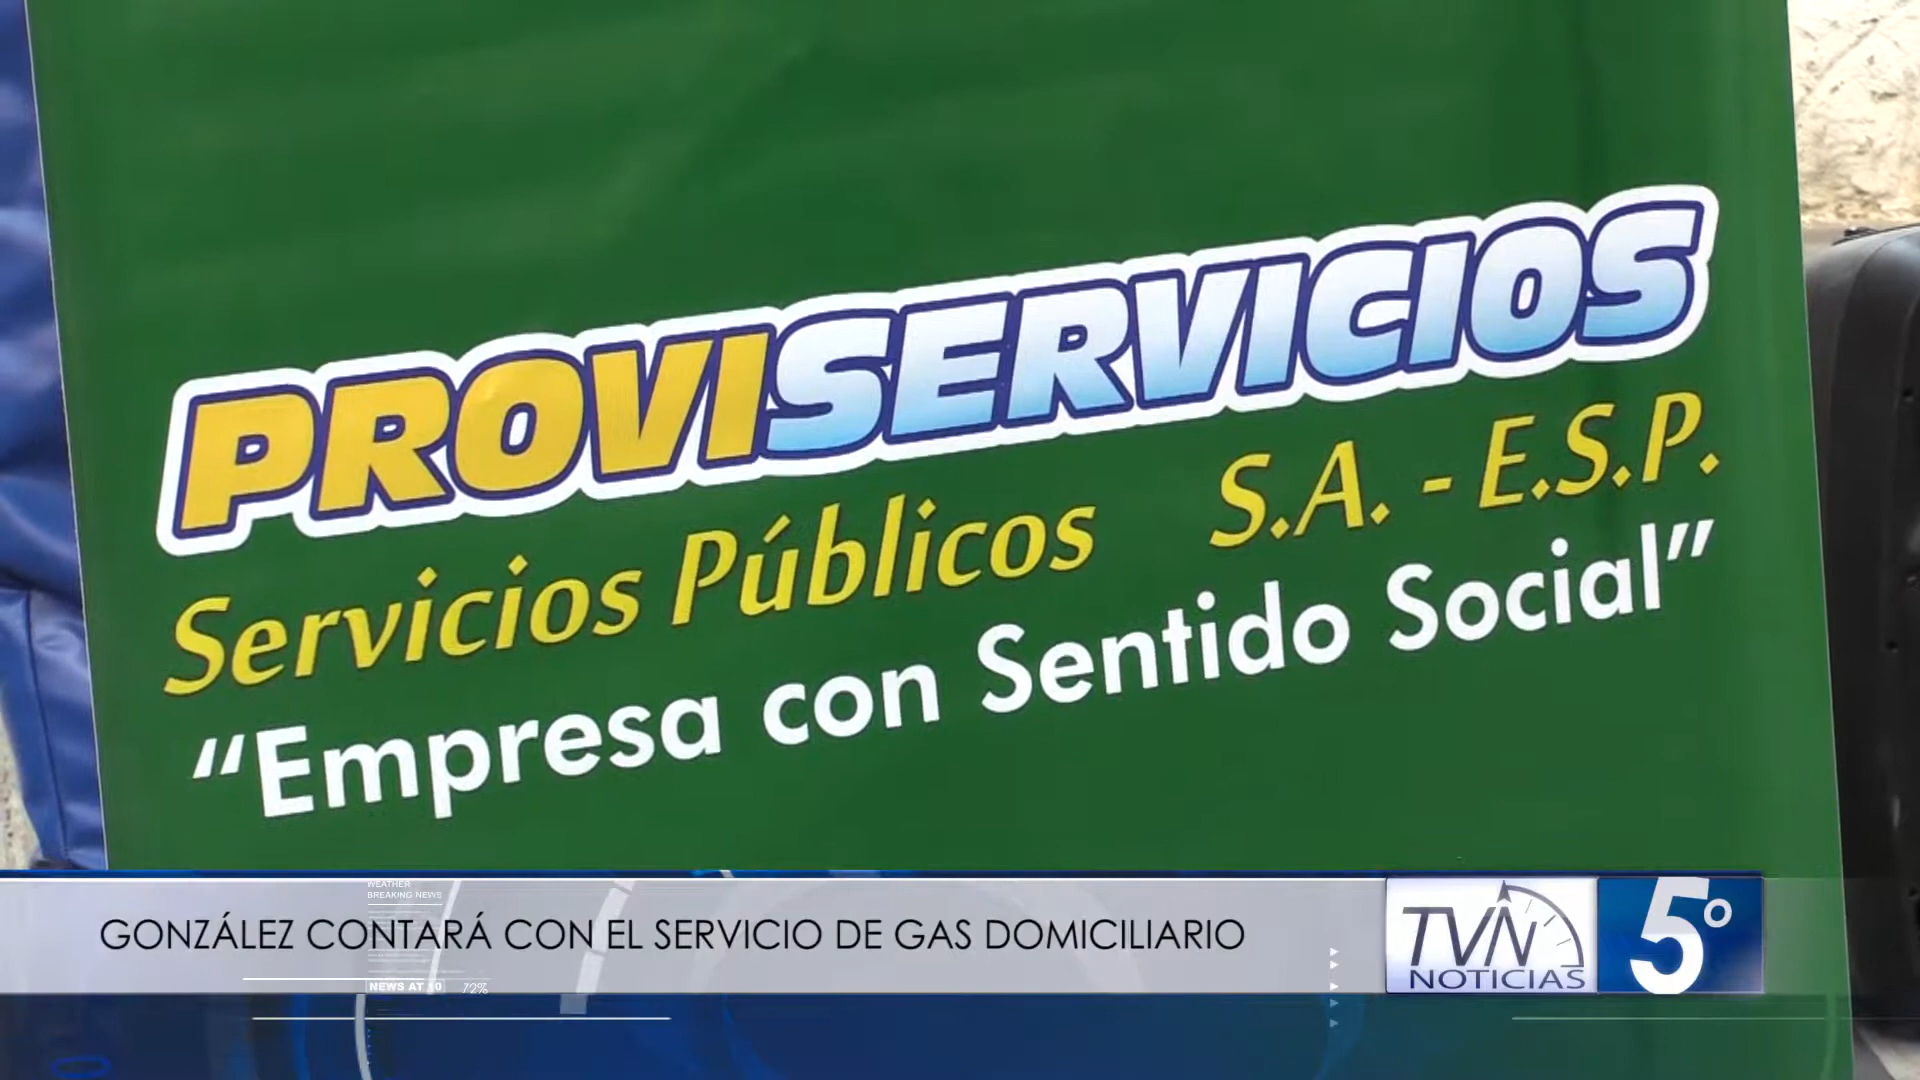 PROVISERVICIOS
Servicios Públicos S.A. - E.S.P.
“Empresa con Sentido Social”
WEATHER
BREAKING NEWS
GONZÁLEZ CONTARÁ CON EL SERVICIO DE GAS DOMICILIARIO
NEWS AT 10 72%
TVN
NOTICIAS
5º